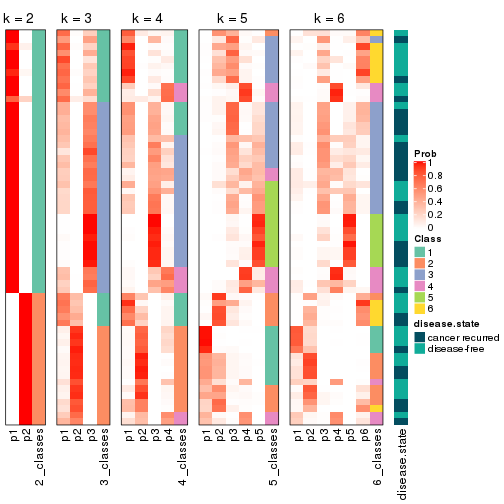 k = 2
k = 3
k = 4
k = 5
k = 6
Prob
1
0.8
0.6
0.4
0.2
0
Class
1
2
3
4
5
6
disease.state
cancer recurred
disease-free
p1
p2
2_classes
p1
p2
p3
3_classes
p1
p2
p3
p4
4_classes
p1
p2
p3
p4
p5
5_classes
p1
p2
p3
p4
p5
p6
6_classes
disease.state